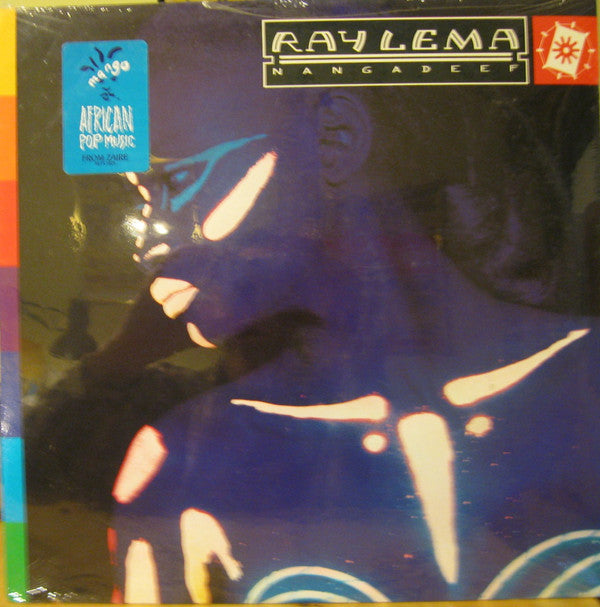 RAY LEMA
NANGADEEF
mango
AFRICAN
POP MUSIC
FROM ZAIRE